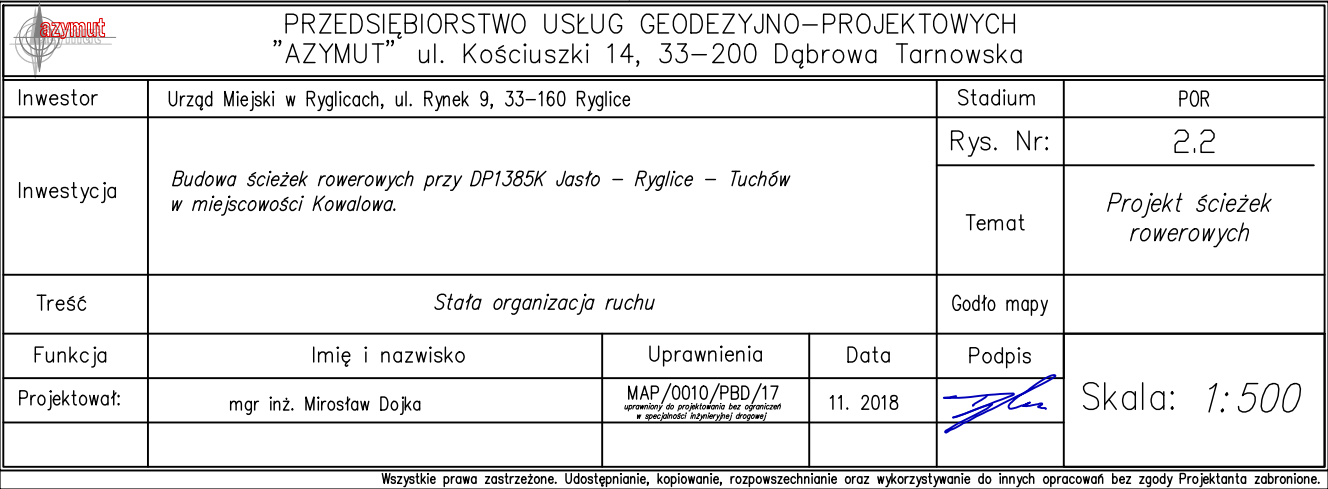 azymut
PRZEDSIĘBIORSTWO USŁUG GEODEZYJNO-PROJEKTOWYCH
"AZYMUT" ul. Kościuszki 14, 33-200 Dąbrowa Tarnowska
Inwestor
Urząd Miejski w Ryglicach, ul. Rynek 9, 33-160 Ryglice
Stadium
POR
Rys. Nr:
2.2
Inwestycja
Budowa ścieżek rowerowych przy DP1385K Jasło - Ryglice - Tuchów
w miejscowości Kowalowa.
Temat
Projekt ścieżek
rowerowych
Treść
Stała organizacja ruchu
Godło mapy
Funkcja
Imię i nazwisko
Uprawnienia
Data
Podpis
Skala: 1:500
Projektował:
mgr inż. Mirosław Dojka
MAP/0010/PBD/17
uprawniony do projektowania bez ograniczeń
w specjalności inżynieryjnej drogowej
11. 2018
Wszystkie prawa zastrzeżone. Udostępnianie, kopiowanie, rozpowszechnianie oraz wykorzystywanie do innych opracowań bez zgody Projektanta zabronione.